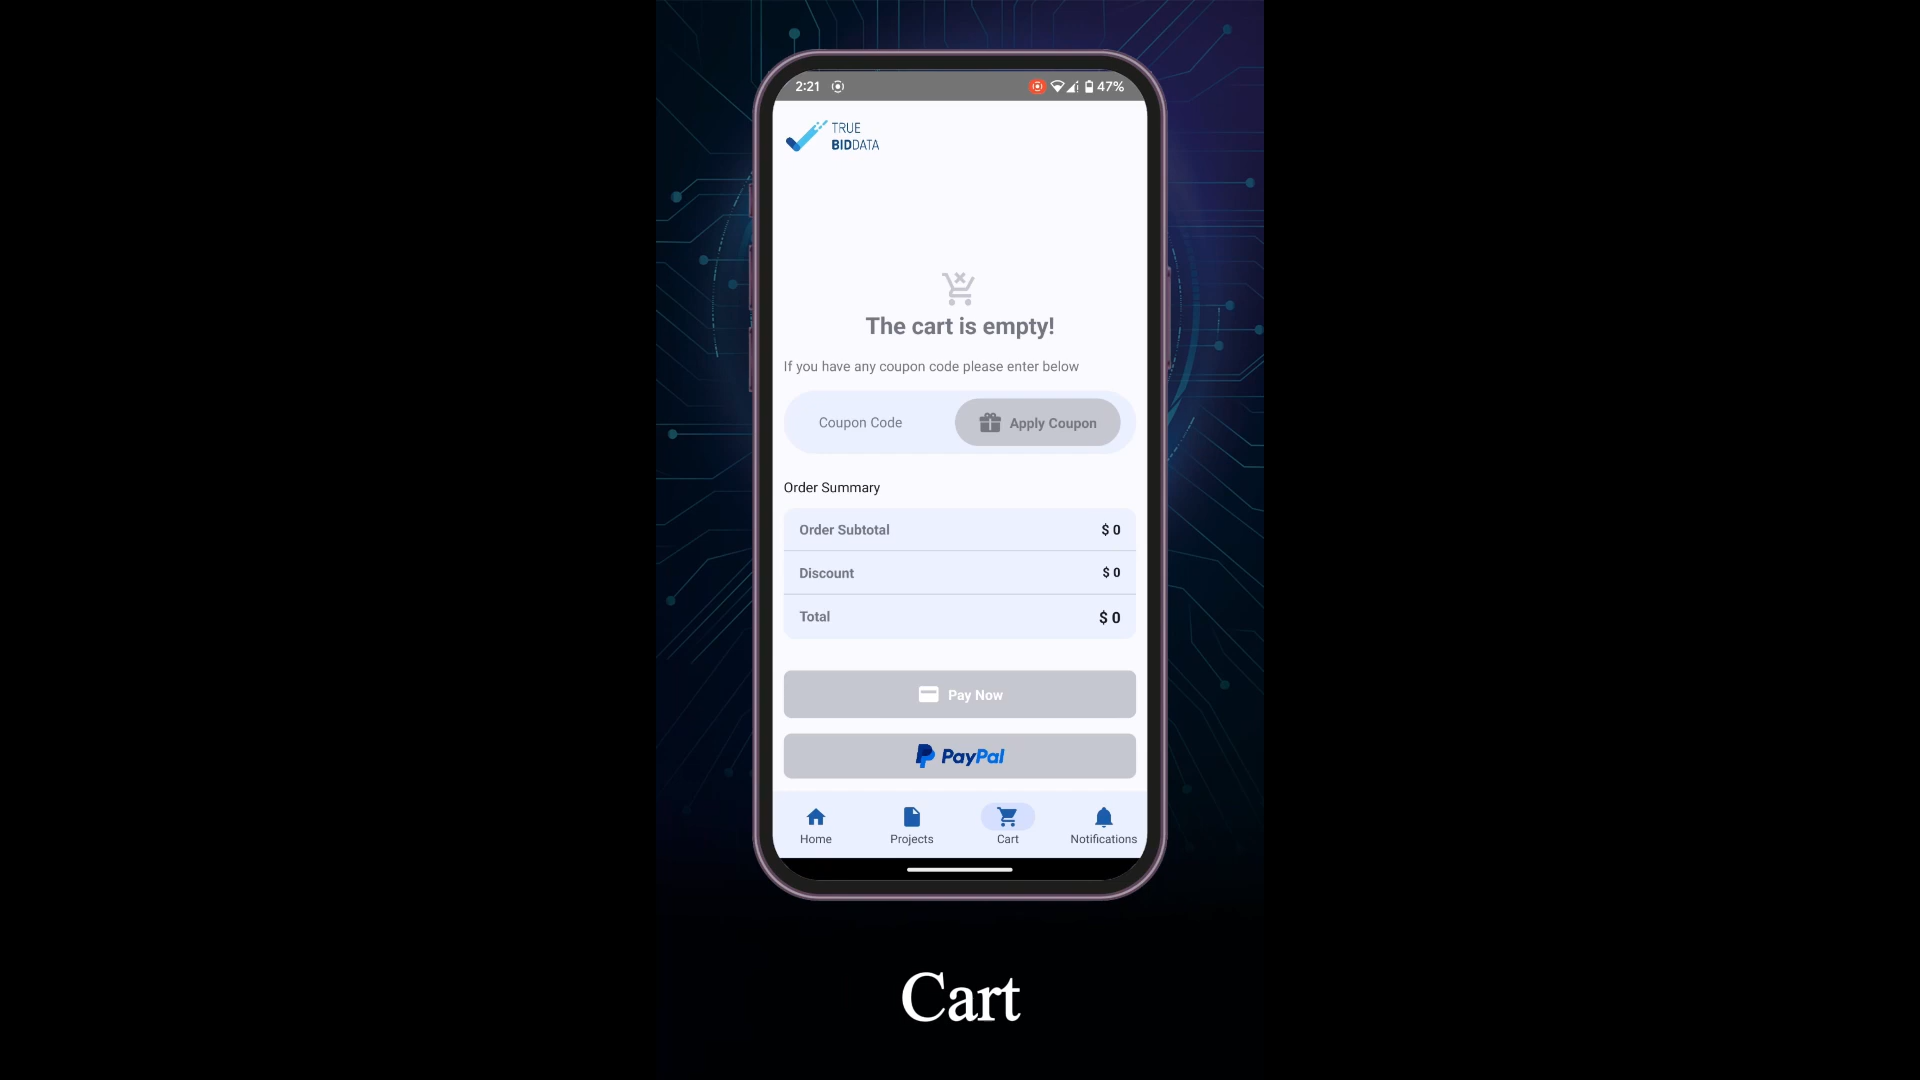 2:21
47%
TRUE
BIDDATA
The cart is empty!
If you have any coupon code please enter below
Coupon Code
Apply Coupon
Order Summary
Order Subtotal $ 0
Discount $ 0
Total $ 0
Pay Now
PayPal
Home Projects Cart Notifications
Cart